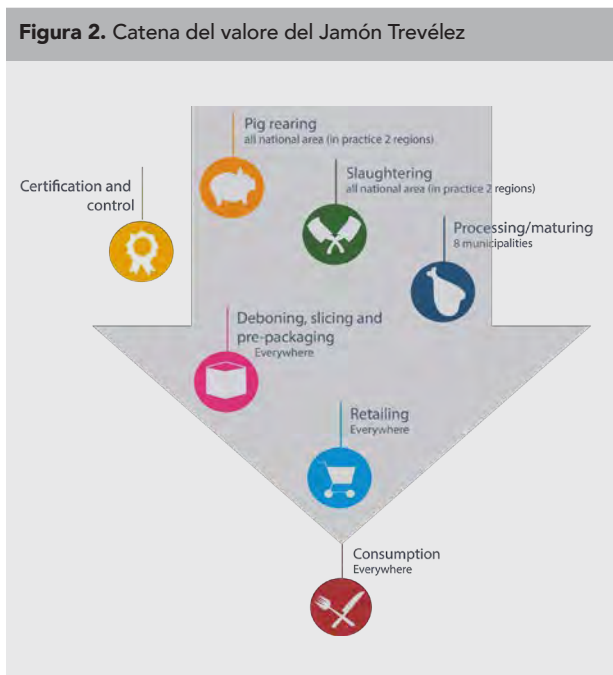 Figura 2. Catena del valore del Jamón Trevélez
Pig rearing
all national area (in practice 2 regions)
Slaughtering
all national area (in practice 2 regions)
Certification and
control
Processing/maturing
8 municipalities
Deboning, slicing and
pre-packaging
Everywhere
Retailing
Everywhere
Consumption
Everywhere